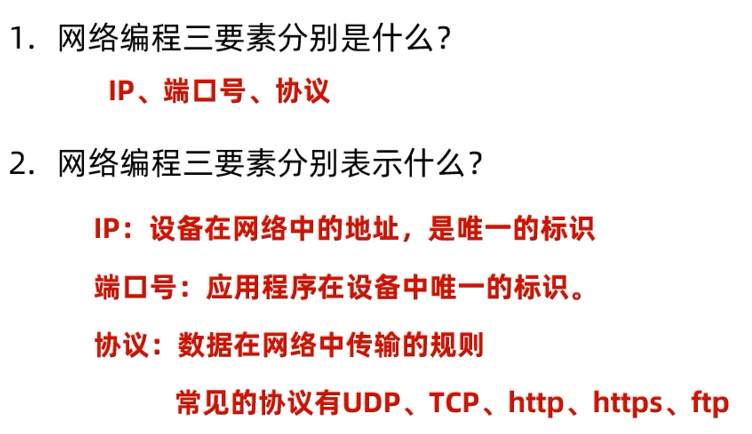 1. 网络编程三要素分别是什么？
IP、端口号、协议
2. 网络编程三要素分别表示什么？
IP：设备在网络中的地址，是唯一的标识
端口号：应用程序在设备中唯一的标识。
协议：数据在网络中传输的规则
常见的协议有UDP、TCP、http、https、ftp